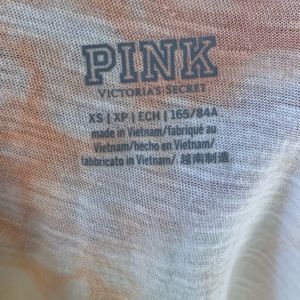 PINK
VICTORIA'S SECRET
XS | XP | ECH | 165/84A
made in Vietnam/fabriqué au
Vietnam/hecho en Vietnam/
fabbricato in Vietnam/. 越南制造